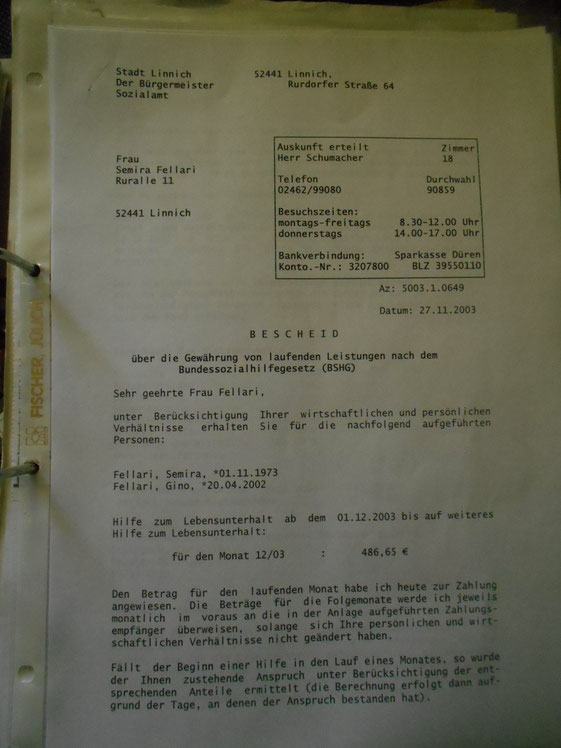 Stadt Linnich
Der Bürgermeister
Sozialamt
52441 Linnich,
Rurdorfer Straße 64
Frau
Semira Fellari
Ruralle 11
52441 Linnich
Auskunft erteilt Zimmer
Herr Schumacher 18
Telefon Durchwahl
02462/99080 90859
Besuchszeiten:
montags-freitags 8.30-12.00 Uhr
donnerstags 14.00-17.00 Uhr
Bankverbindung: Sparkasse Düren
Konto.-Nr.: 3207800 BLZ 39550110
Az: 5003.1.0649
Datum: 27.11.2003
B E S C H E I D
über die Gewährung von laufenden Leistungen nach dem
Bundessozialhilfegesetz (BSHG)
Sehr geehrte Frau Fellari,
unter Berücksichtigung Ihrer wirtschaftlichen und persönlichen
Verhältnisse erhalten Sie für die nachfolgend aufgeführten
Personen:
Fellari, Semira, *01.11.1973
Fellari, Gino, *20.04.2002
Hilfe zum Lebensunterhalt ab dem 01.12.2003 bis auf weiteres
Hilfe zum Lebensunterhalt:
für den Monat 12/03 : 486,65 €
Den Betrag für den laufenden Monat habe ich heute zur Zahlung
angewiesen. Die Beträge für die Folgemonate werde ich jeweils
monatlich im voraus an die in der Anlage aufgeführten Zahlungs-
empfänger überweisen, solange sich Ihre persönlichen und wirt-
schaftlichen Verhältnisse nicht geändert haben.
Fällt der Beginn einer Hilfe in den Lauf eines Monates, so wurde
der Ihnen zustehende Anspruch unter Berücksichtigung der ent-
sprechenden Anteile ermittelt (die Berechnung erfolgt dann auf-
grund der Tage, an denen der Anspruch bestanden hat).
FISCHER, JÜLICH